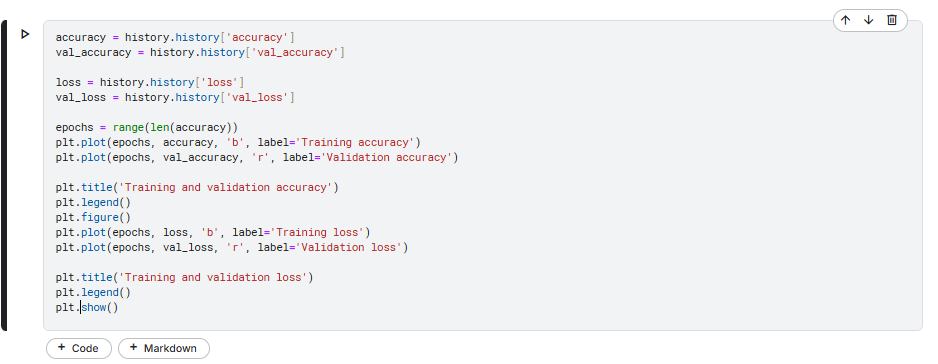 accuracy = history.history['accuracy']
val_accuracy = history.history['val_accuracy']
loss = history.history['loss']
val_loss = history.history['val_loss']
epochs = range(len(accuracy))
plt.plot(epochs, accuracy, 'b', label='Training accuracy')
plt.plot(epochs, val_accuracy, 'r', label='Validation accuracy')
plt.title('Training and validation accuracy')
plt.legend()
plt.figure()
plt.plot(epochs, loss, 'b', label='Training loss')
plt.plot(epochs, val_loss, 'r', label='Validation loss')
plt.title('Training and validation loss')
plt.legend()
plt.show()
+ Code + Markdown